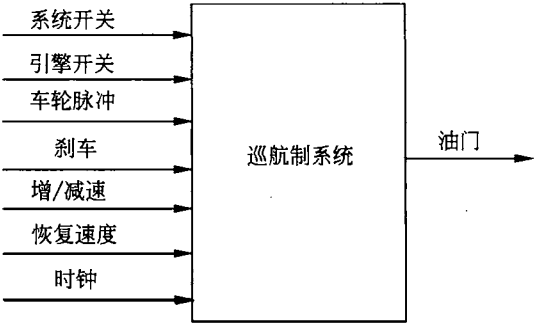 系统开关
引擎开关
车轮脉冲
刹车
增/减速
恢复速度
时钟
巡航制系统
油门